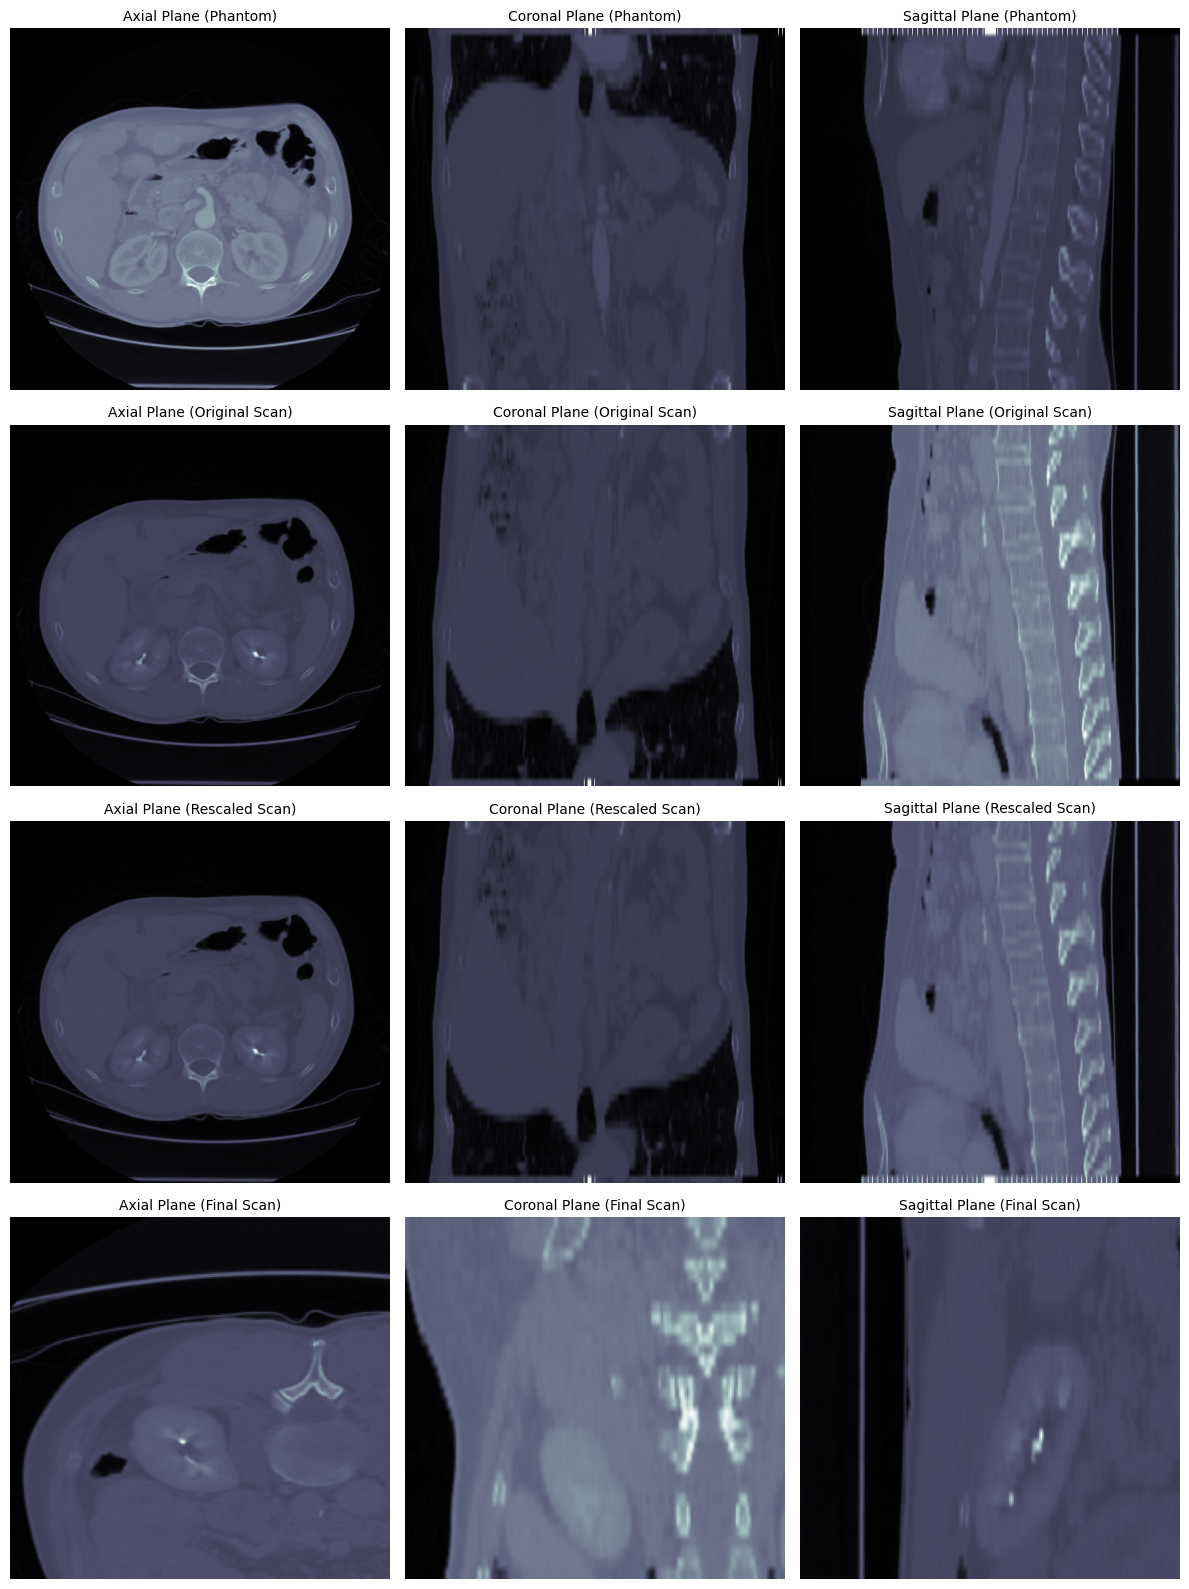 Axial Plane (Phantom)
Coronal Plane (Phantom)
Sagittal Plane (Phantom)
Axial Plane (Original Scan)
Coronal Plane (Original Scan)
Sagittal Plane (Original Scan)
Axial Plane (Rescaled Scan)
Coronal Plane (Rescaled Scan)
Sagittal Plane (Rescaled Scan)
Axial Plane (Final Scan)
Coronal Plane (Final Scan)
Sagittal Plane (Final Scan)